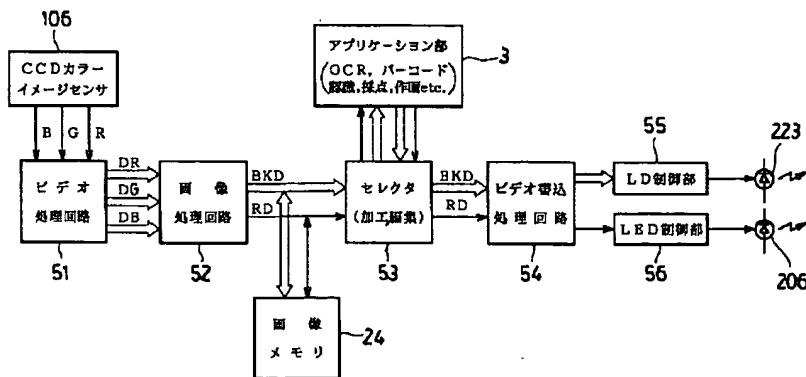 106
CCDカラー
イメージセンサ
B G R
ビデオ
処理回路
51
DR
DG
DB
画像
処理回路
52
BKD
RD
画像
メモリ
24
アプリケーション部
(OCR, バーコード
認識,採点,作画etc.)
3
セレクタ
(加工,編集)
53
BKD
RD
ビデオ書込
処理回路
54
55
LD制御部
223
LED制御部
56
206